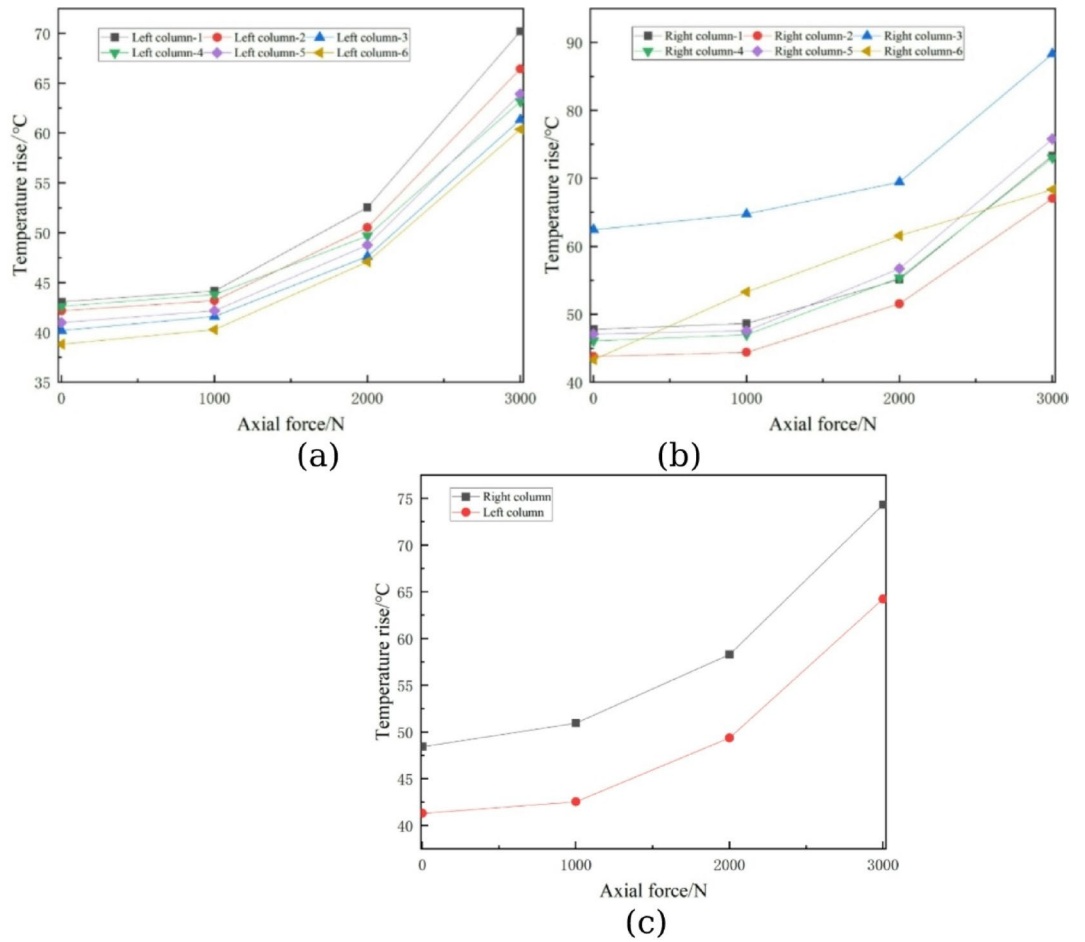 Left column-1 Left column-2 Left column-3
Left column-4 Left column-5 Left column-6
70
65
60
55
50
45
40
35
Temperature rise/°C
0 1000 2000 3000
Axial force/N
(a)
Right column-1 Right column-2 Right column-3
Right column-4 Right column-5 Right column-6
90
80
70
60
50
40
Temperature rise/°C
0 1000 2000 3000
Axial force/N
(b)
Right column
Left column
75
70
65
60
55
50
45
40
Temperature rise/°C
0 1000 2000 3000
Axial force/N
(c)